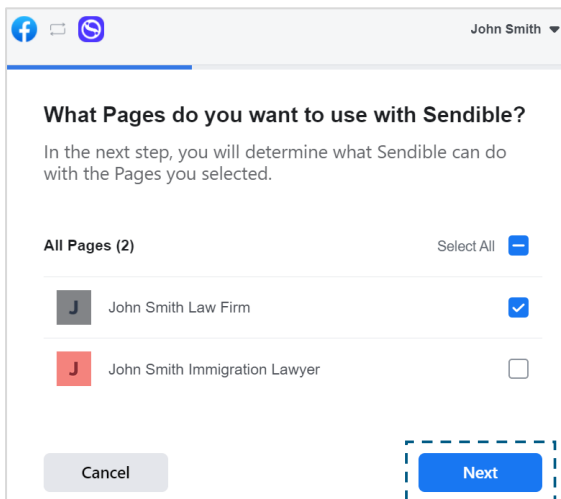 John Smith
What Pages do you want to use with Sendible?
In the next step, you will determine what Sendible can do
with the Pages you selected.
All Pages (2)
Select All
J
John Smith Law Firm
J
John Smith Immigration Lawyer
Cancel
Next